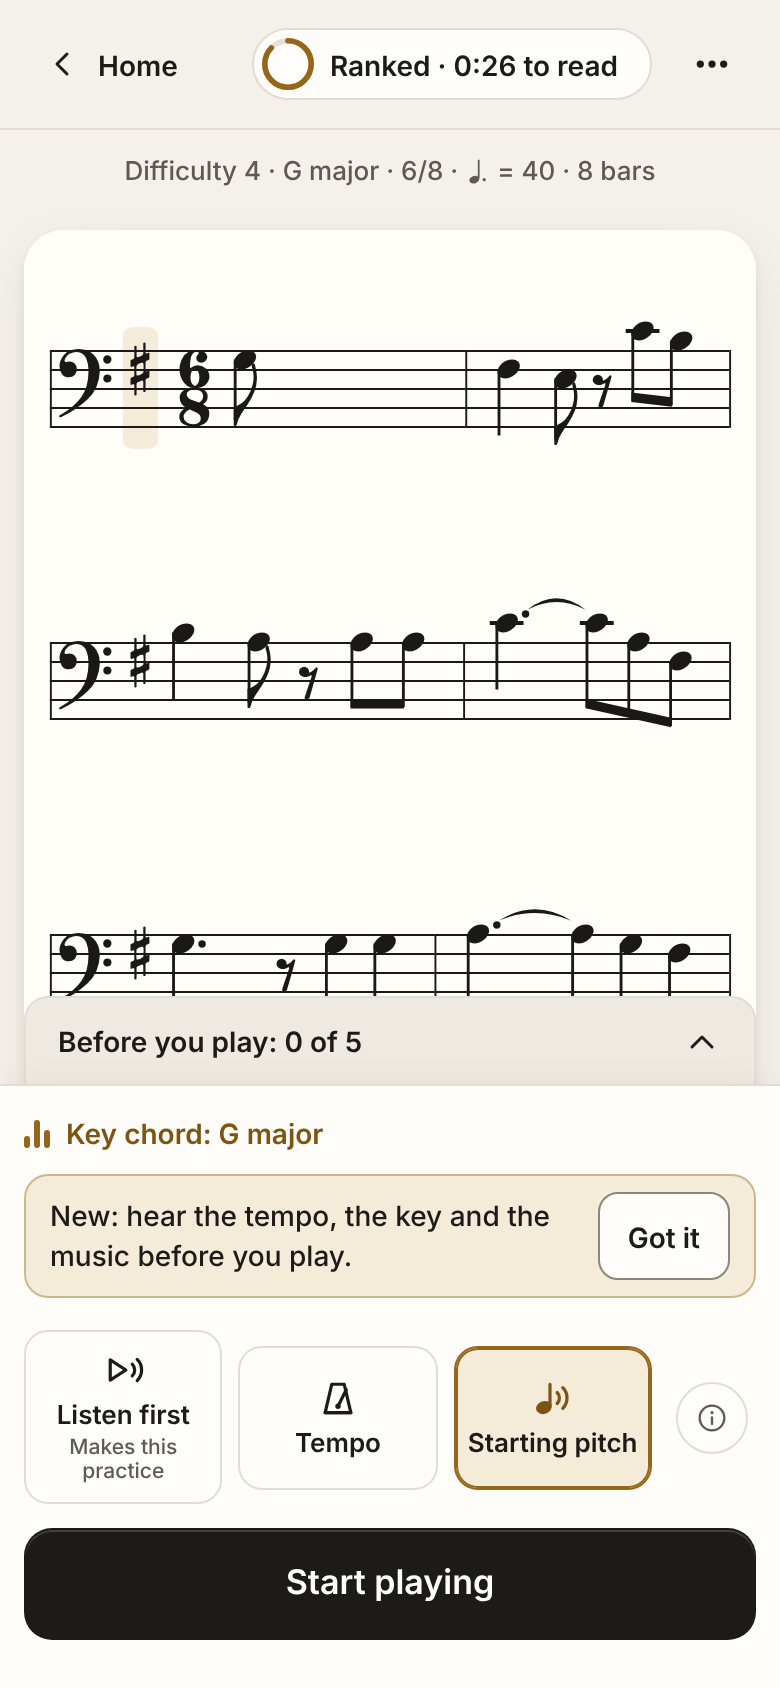 Home
Ranked · 0:26 to read
Difficulty 4 · G major · 6/8 · ♩. = 40 · 8 bars
6
8
Before you play: 0 of 5
Key chord: G major
New: hear the tempo, the key and the
music before you play.
Got it
Listen first
Makes this
practice
Tempo
Starting pitch
Start playing